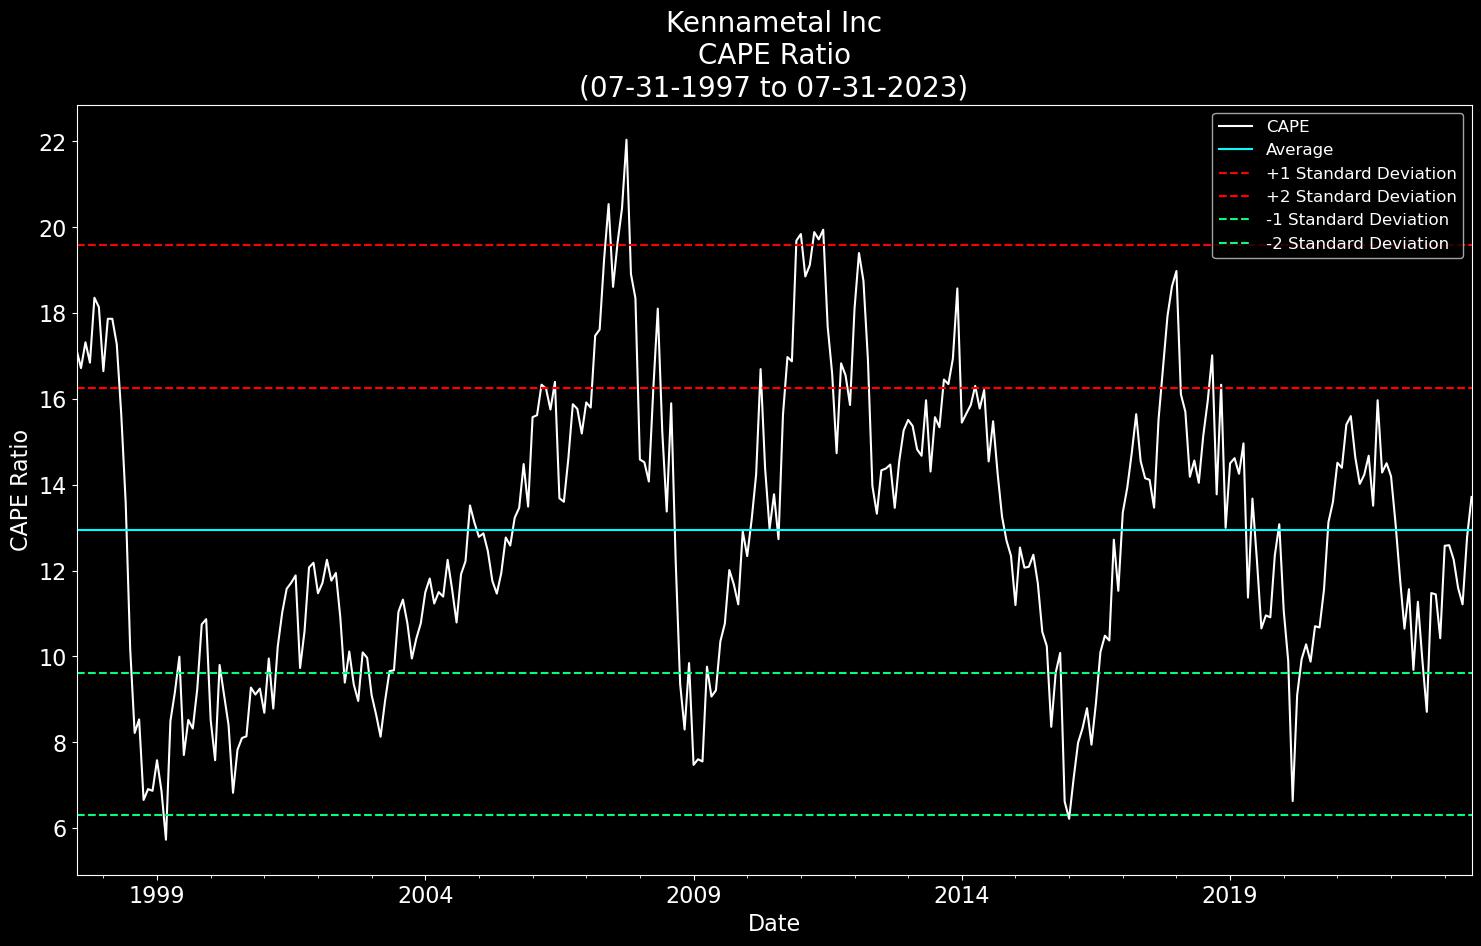 Kennametal Inc
CAPE Ratio
(07-31-1997 to 07-31-2023)
CAPE
Average
+1 Standard Deviation
+2 Standard Deviation
-1 Standard Deviation
-2 Standard Deviation
CAPE Ratio
22
20
18
16
14
12
10
8
6
1999 2004 2009 2014 2019
Date